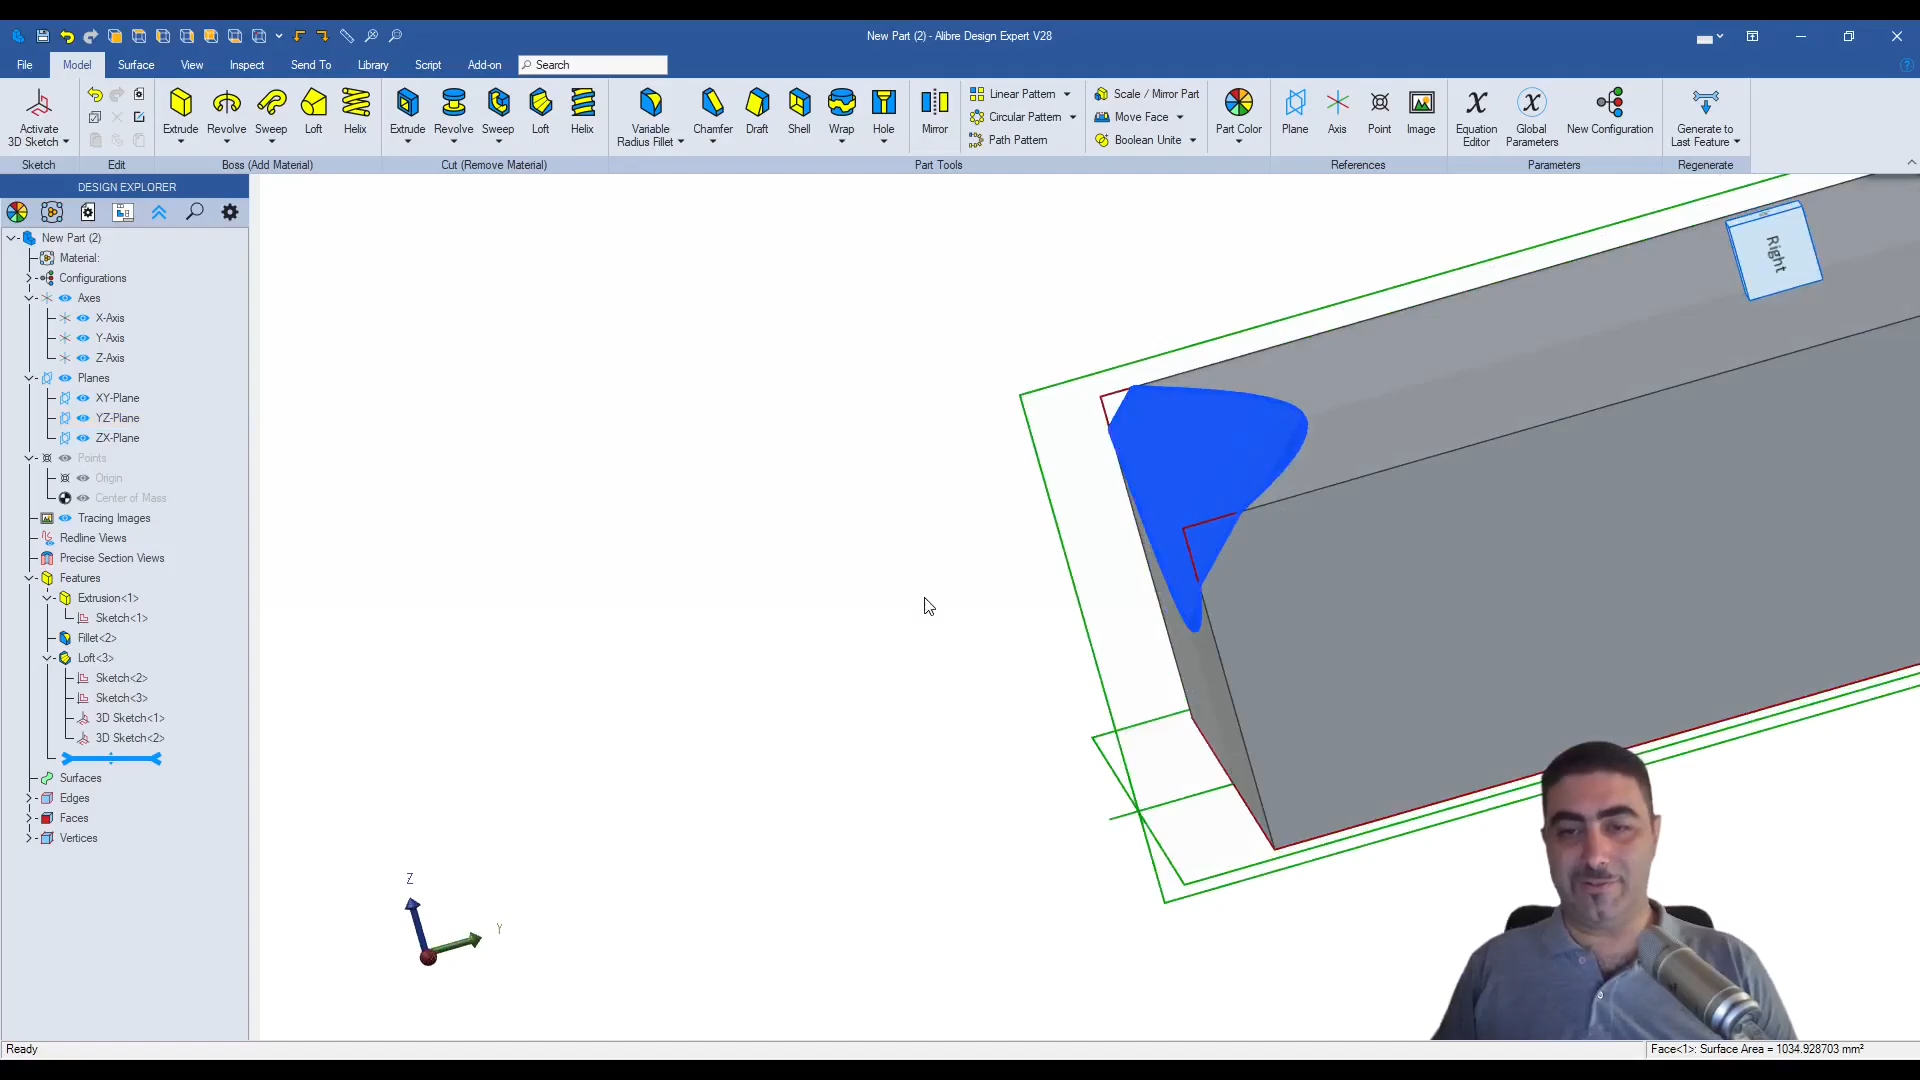 New Part (2) - Alibre Design Expert V28
File
Model
Surface
View
Inspect
Send To
Library
Script
Add-on
Search
Activate
3D Sketch
Extrude
Revolve
Sweep
Loft
Helix
Extrude
Revolve
Sweep
Loft
Helix
Variable
Radius Fillet
Chamfer
Draft
Shell
Wrap
Hole
Mirror
Linear Pattern
Circular Pattern
Path Pattern
Scale / Mirror Part
Move Face
Boolean Unite
Part Color
Plane
Axis
Point
Image
Equation
Editor
Global
Parameters
New Configuration
Generate to
Last Feature
Sketch
Edit
Boss (Add Material)
Cut (Remove Material)
Part Tools
References
Parameters
Regenerate
DESIGN EXPLORER
New Part (2)
Material:
Configurations
Axes
X-Axis
Y-Axis
Z-Axis
Planes
XY-Plane
YZ-Plane
ZX-Plane
Points
Origin
Center of Mass
Tracing Images
Redline Views
Precise Section Views
Features
Extrusion<1>
Sketch<1>
Fillet<2>
Loft<3>
Sketch<2>
Sketch<3>
3D Sketch<1>
3D Sketch<2>
Surfaces
Edges
Faces
Vertices
Right
Z
Y
Ready
Face<1>: Surface Area = 1034.928703 mm²